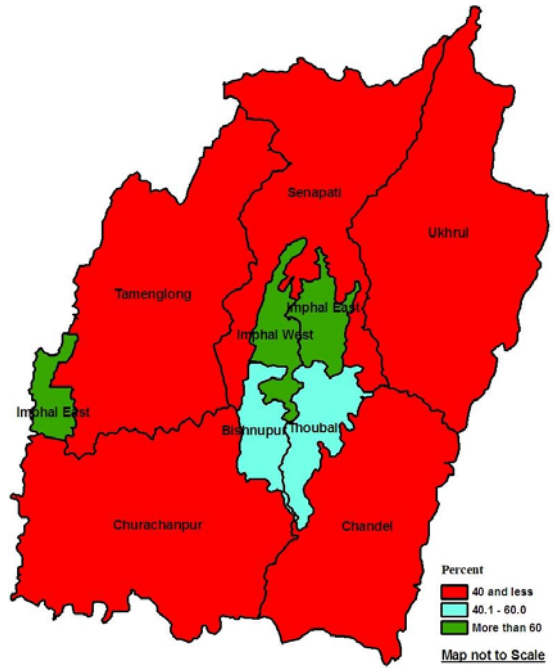 Senapati
Ukhrul
Tamenglong
Imphal East
Imphal West
Imphal East
Bishnupur
Thoubal
Churachanpur
Chandel
Percent
40 and less
40.1 - 60.0
More than 60
Map not to Scale